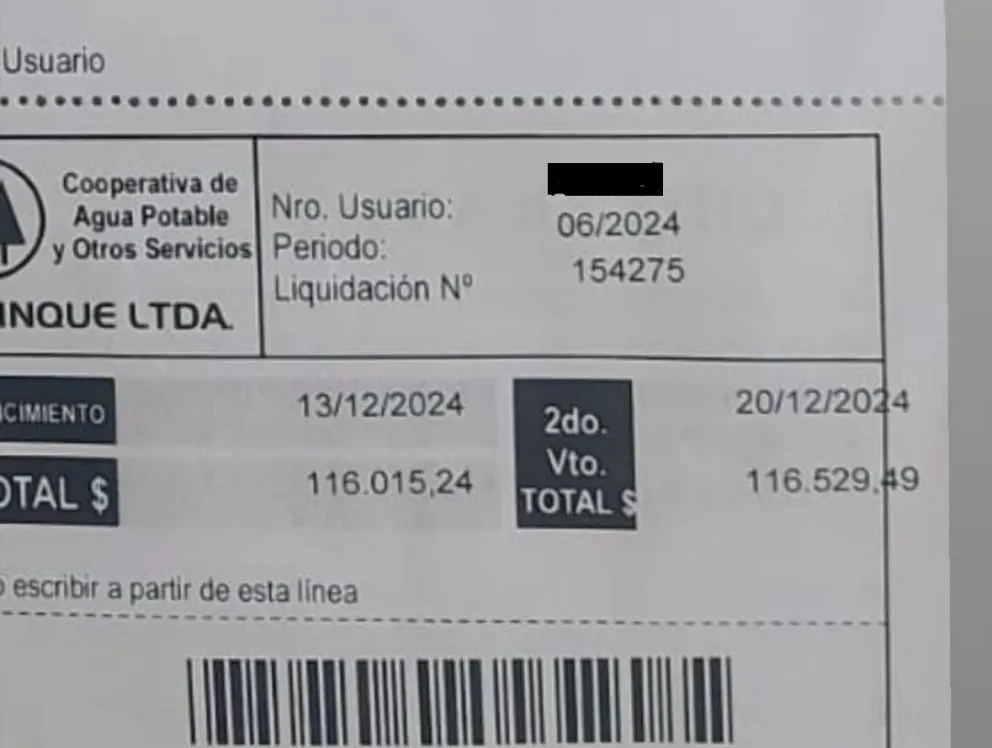 Usuario
Cooperativa de
Agua Potable
y Otros Servicios
INQUE LTDA.
Nro. Usuario:
Periodo: 06/2024
Liquidación Nº 154275
CIMIENTO 13/12/2024
OTAL $ 116.015,24
2do.
Vto.
TOTAL $
20/12/2024
116.529,49
o escribir a partir de esta línea